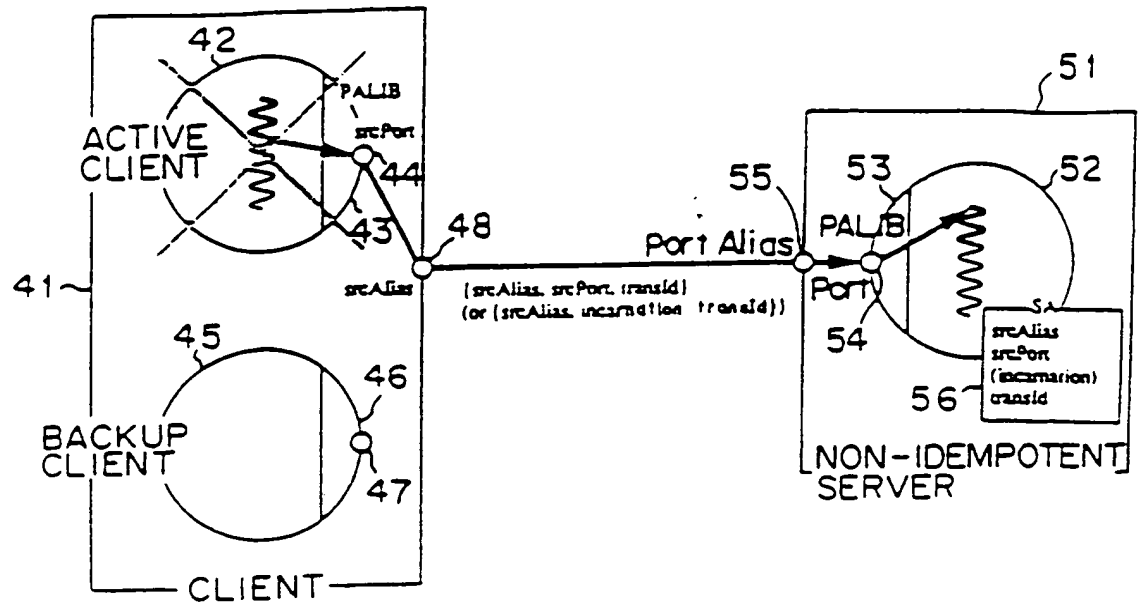 42
PALIB
srcPort
ACTIVE
CLIENT
44
43
48
srcAlias
41
45
46
47
BACKUP
CLIENT
CLIENT
Port Alias
(srcAlias, srcPort, transId)
(or (srcAlias, incarnation transId))
51
55
53
52
PALIB
Port
54
srcAlias
srcPort
(incarnation)
transId
56
NON-IDEMPOTENT
SERVER